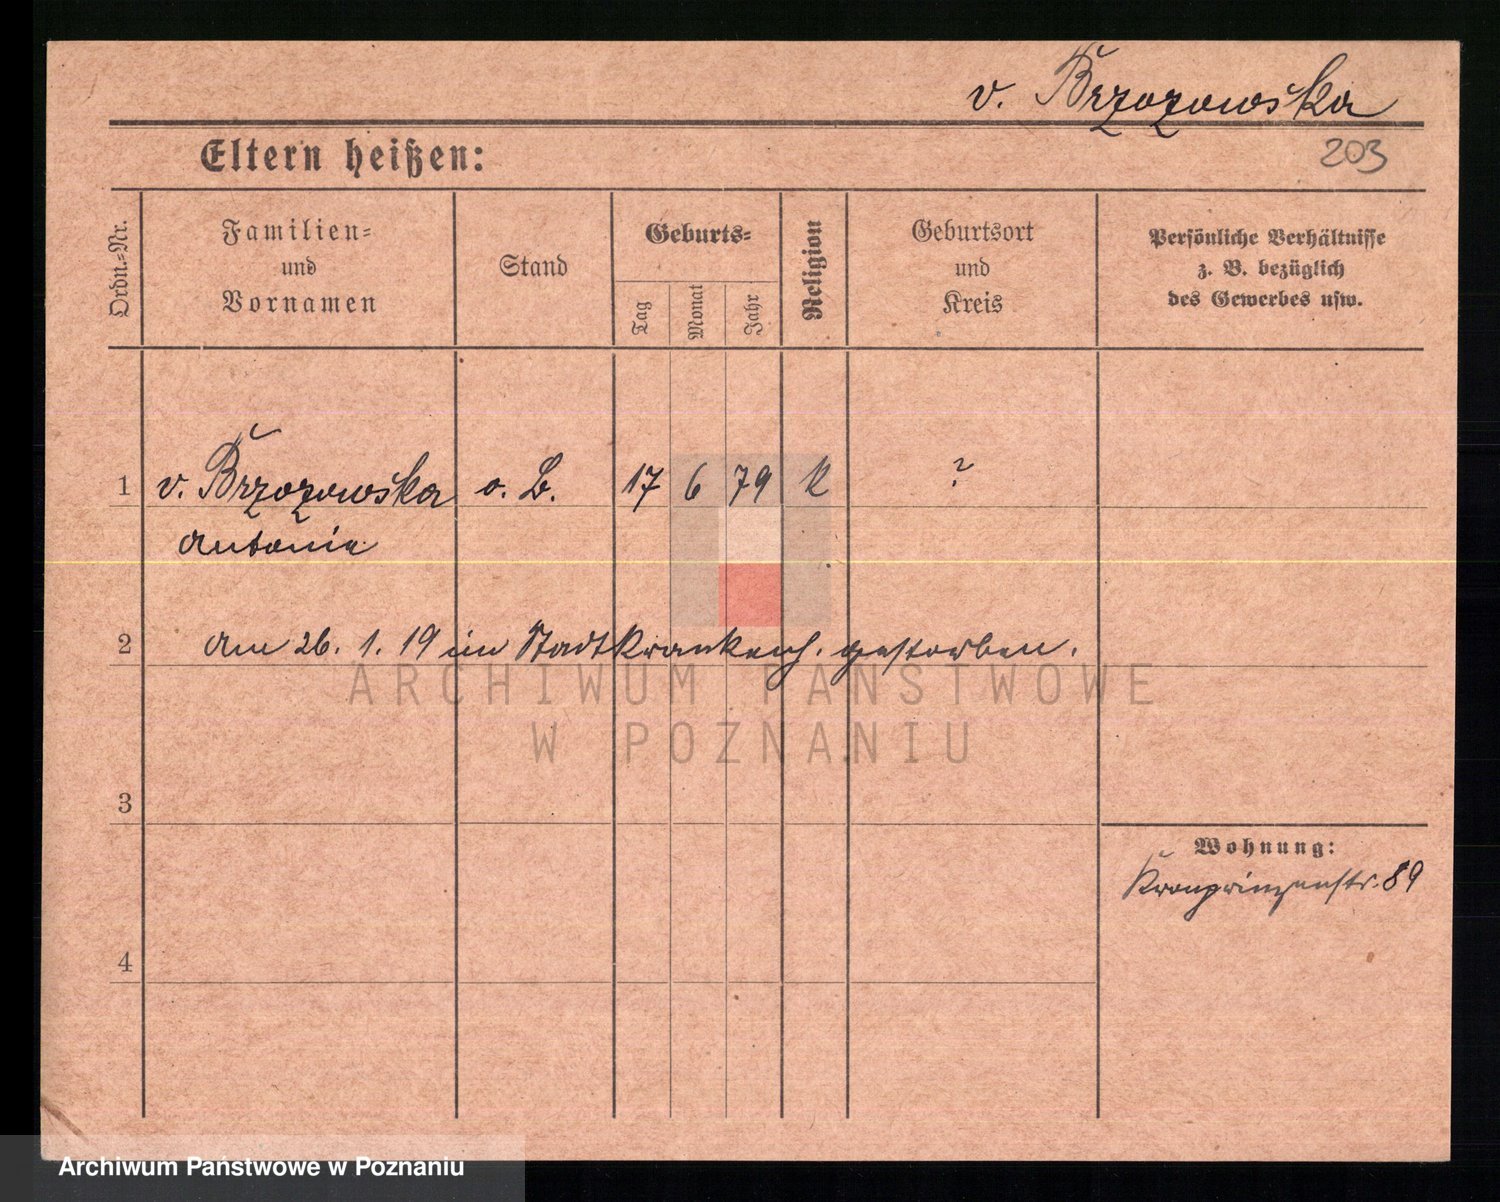 v. Brzozowska
Eltern heißen:
203
Ordn.=Nr.
Familien=
und
Vornamen
Stand
Geburts=
Tag
Monat
Jahr
Religion
Geburtsort
und
Kreis
Persönliche Verhältnisse
z. B. bezüglich
des Gewerbes usw.
1 v. Brzozowska o. B. 17 6 79 K ?
Antonie
2 Am 26. 1. 19 im Stadtkrankenh. gestorben.
ARCHIWUM PAŃSTWOWE
W POZNANIU
3
Wohnung:
Kronprinzenstr. 89
4
Archiwum Państwowe w Poznaniu